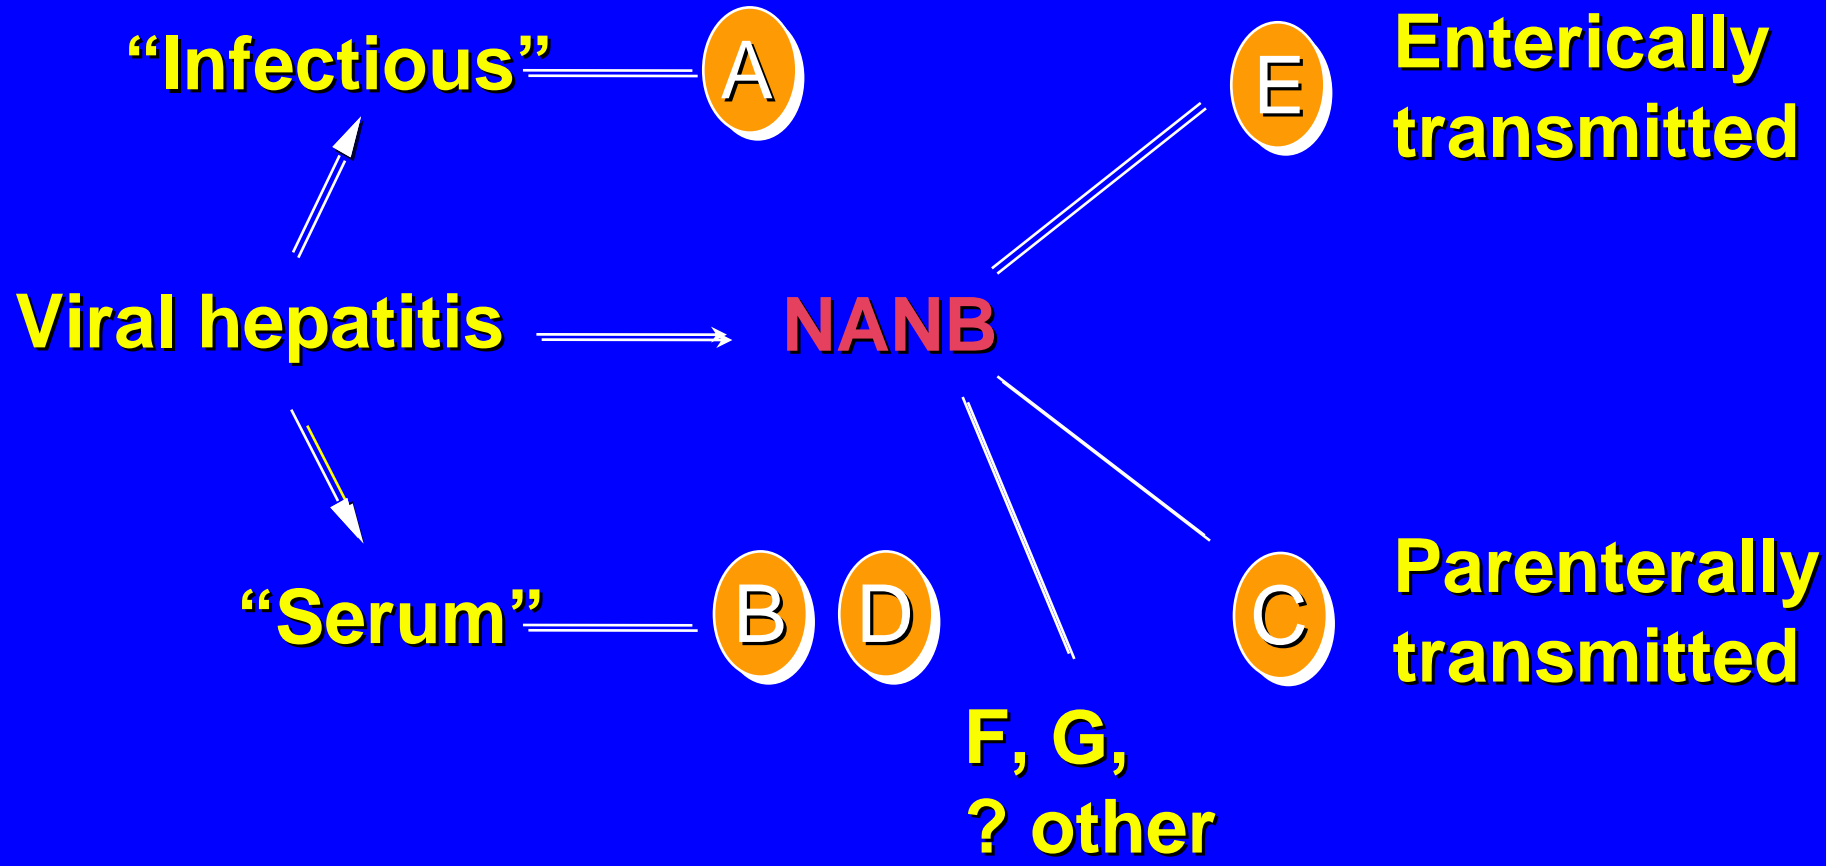 “Infectious”
A
E
Enterically
transmitted
Viral hepatitis
NANB
“Serum”
B
D
C
Parenterally
transmitted
F, G,
? other